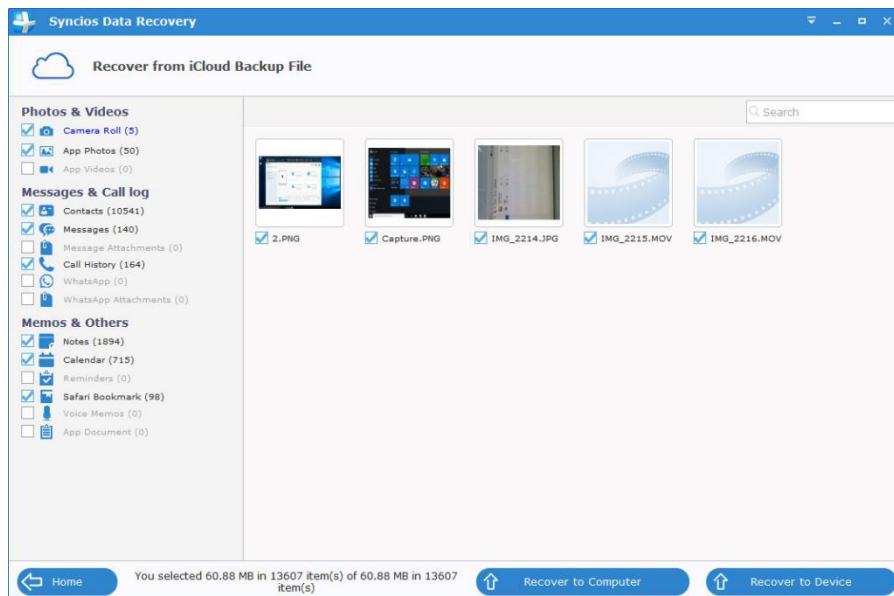 Syncios Data Recovery
Recover from iCloud Backup File
Photos & Videos
Camera Roll (5)
App Photos (50)
App Videos (0)
Messages & Call log
Contacts (10541)
Messages (140)
Message Attachments (0)
Call History (164)
WhatsApp (0)
WhatsApp Attachments (0)
Memos & Others
Notes (1894)
Calendar (715)
Reminders (0)
Safari Bookmark (98)
Voice Memos (0)
App Document (0)
Search
2.PNG
Capture.PNG
IMG_2214.JPG
IMG_2215.MOV
IMG_2216.MOV
Home
You selected 60.88 MB in 13607 item(s) of 60.88 MB in 13607
item(s)
Recover to Computer
Recover to Device